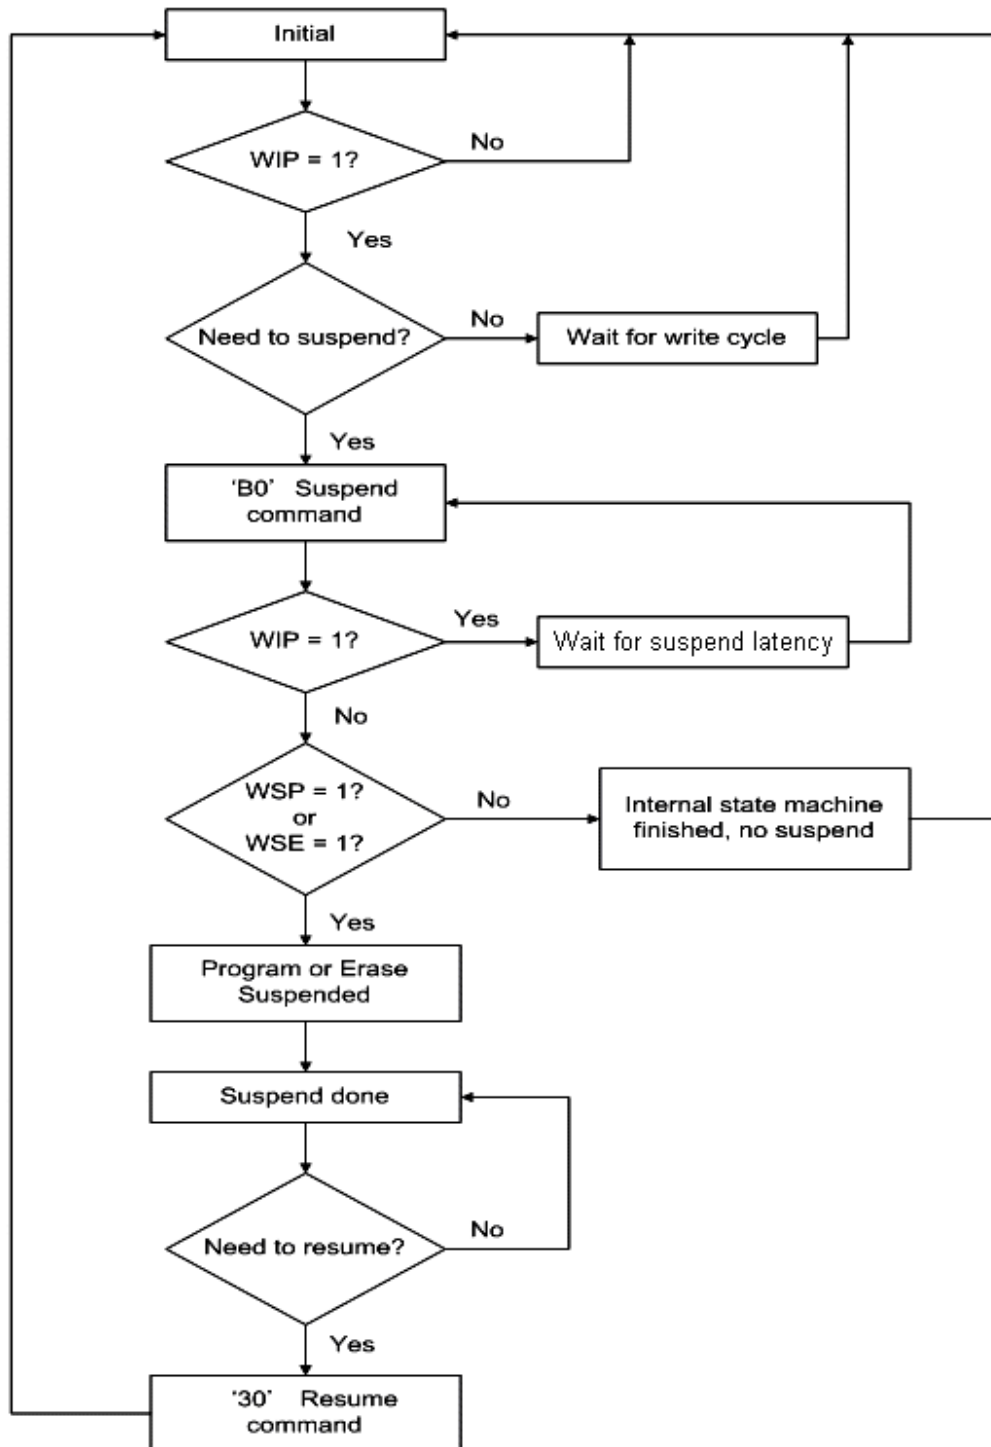 Initial
WIP = 1?
No
Yes
Need to suspend?
No
Wait for write cycle
Yes
‘B0’ Suspend
command
WIP = 1?
Yes
Wait for suspend latency
No
WSP = 1?
or
WSE = 1?
No
Internal state machine
finished, no suspend
Yes
Program or Erase
Suspended
Suspend done
Need to resume?
No
Yes
‘30’ Resume
command